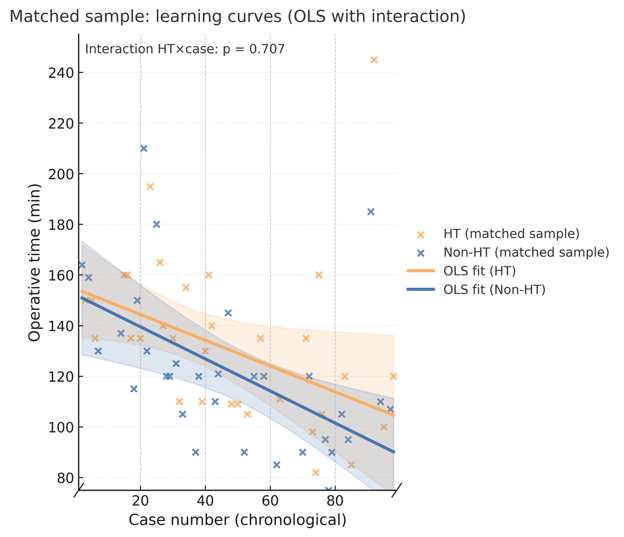 Matched sample: learning curves (OLS with interaction)
Interaction HT×case: p = 0.707
240
220
200
180
160
140
120
100
80
Operative time (min)
20
40
60
80
Case number (chronological)
HT (matched sample)
Non-HT (matched sample)
OLS fit (HT)
OLS fit (Non-HT)